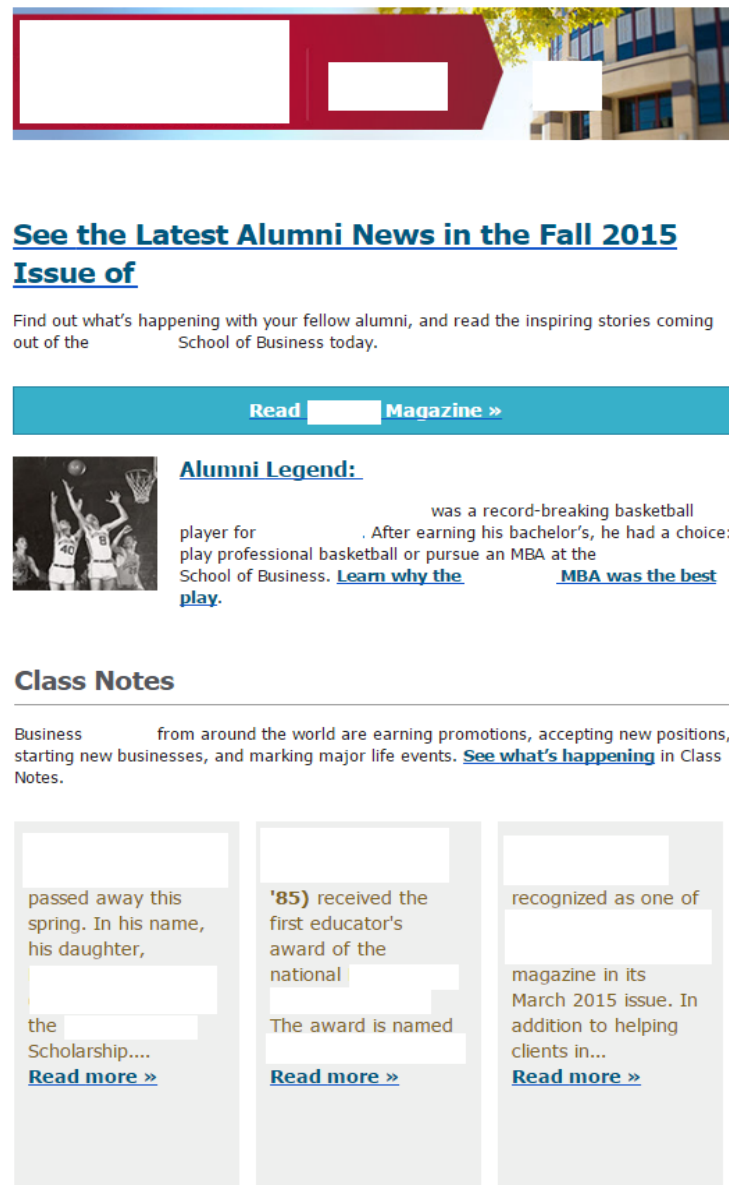 See the Latest Alumni News in the Fall 2015
Issue of
Find out what's happening with your fellow alumni, and read the inspiring stories coming
out of the School of Business today.
Read Magazine »
Alumni Legend:
was a record-breaking basketball
player for . After earning his bachelor's, he had a choice:
play professional basketball or pursue an MBA at the
School of Business. Learn why the MBA was the best
play.
Class Notes
Business from around the world are earning promotions, accepting new positions,
starting new businesses, and marking major life events. See what's happening in Class
Notes.
passed away this
spring. In his name,
his daughter,
the
Scholarship....
Read more »
'85) received the
first educator's
award of the
national
The award is named
Read more »
recognized as one of
magazine in its
March 2015 issue. In
addition to helping
clients in...
Read more »